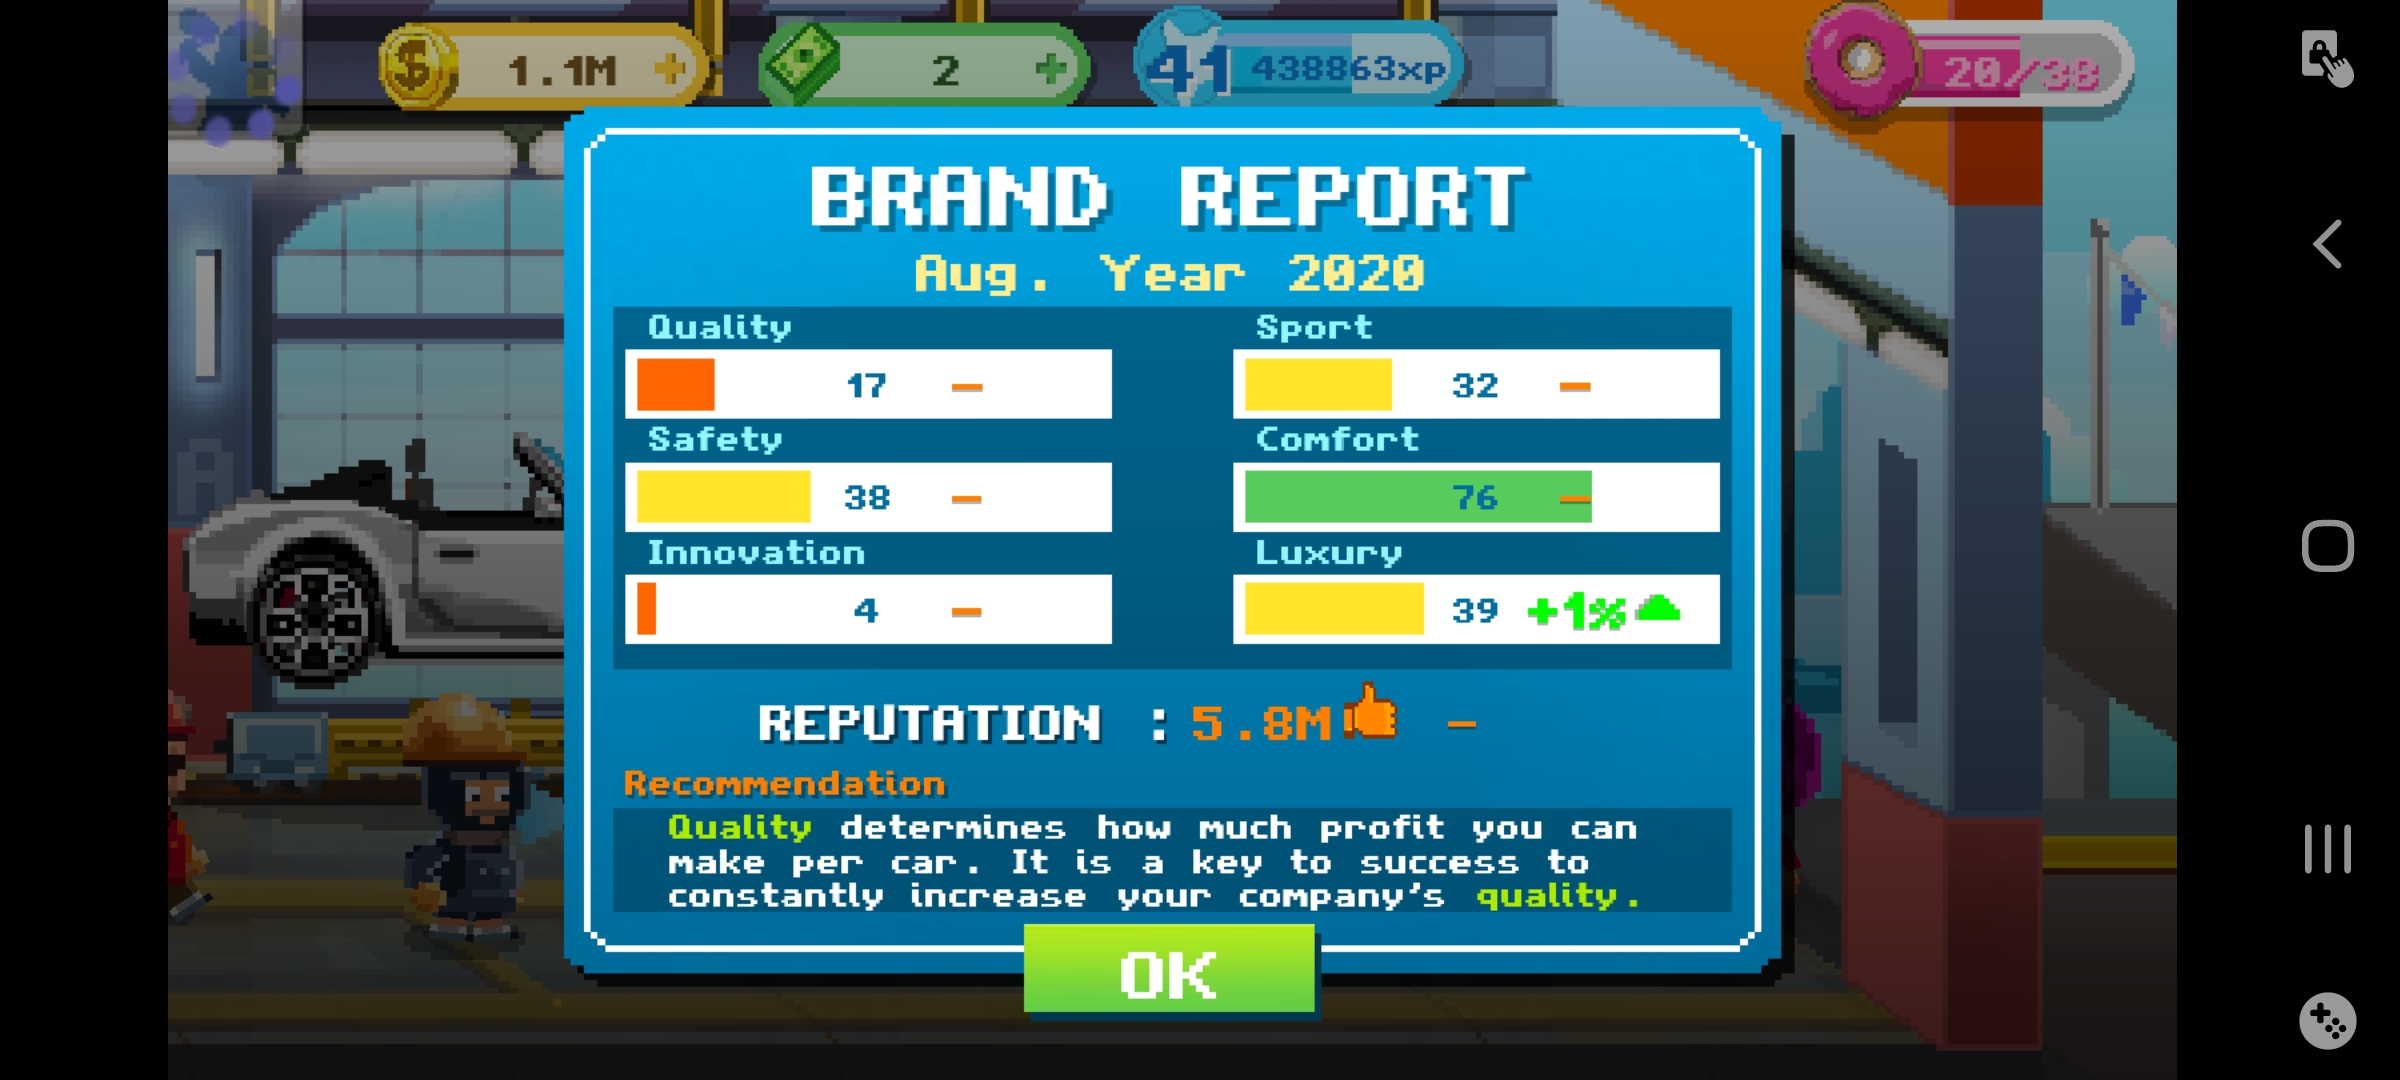 1.1M +
2 +
41 438863xp
20/38
BRAND REPORT
Aug. Year 2020
Quality
17 –
Sport
32 –
Safety
38 –
Comfort
76 –
Innovation
4 –
Luxury
39 +1%
REPUTATION : 5.8M –
Recommendation
Quality determines how much profit you can
make per car. It is a key to success to
constantly increase your company's quality.
OK